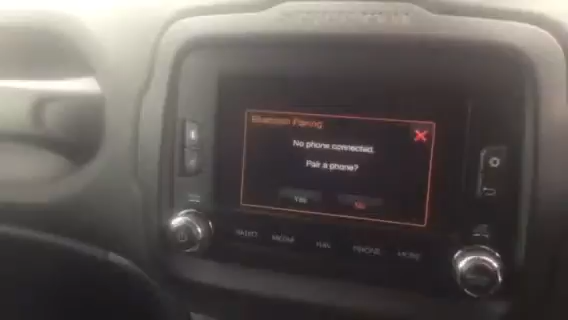 Bluetooth Pairing
No phone connected.
Pair a phone?
Yes No
RADIO MEDIA NAV PHONE MORE